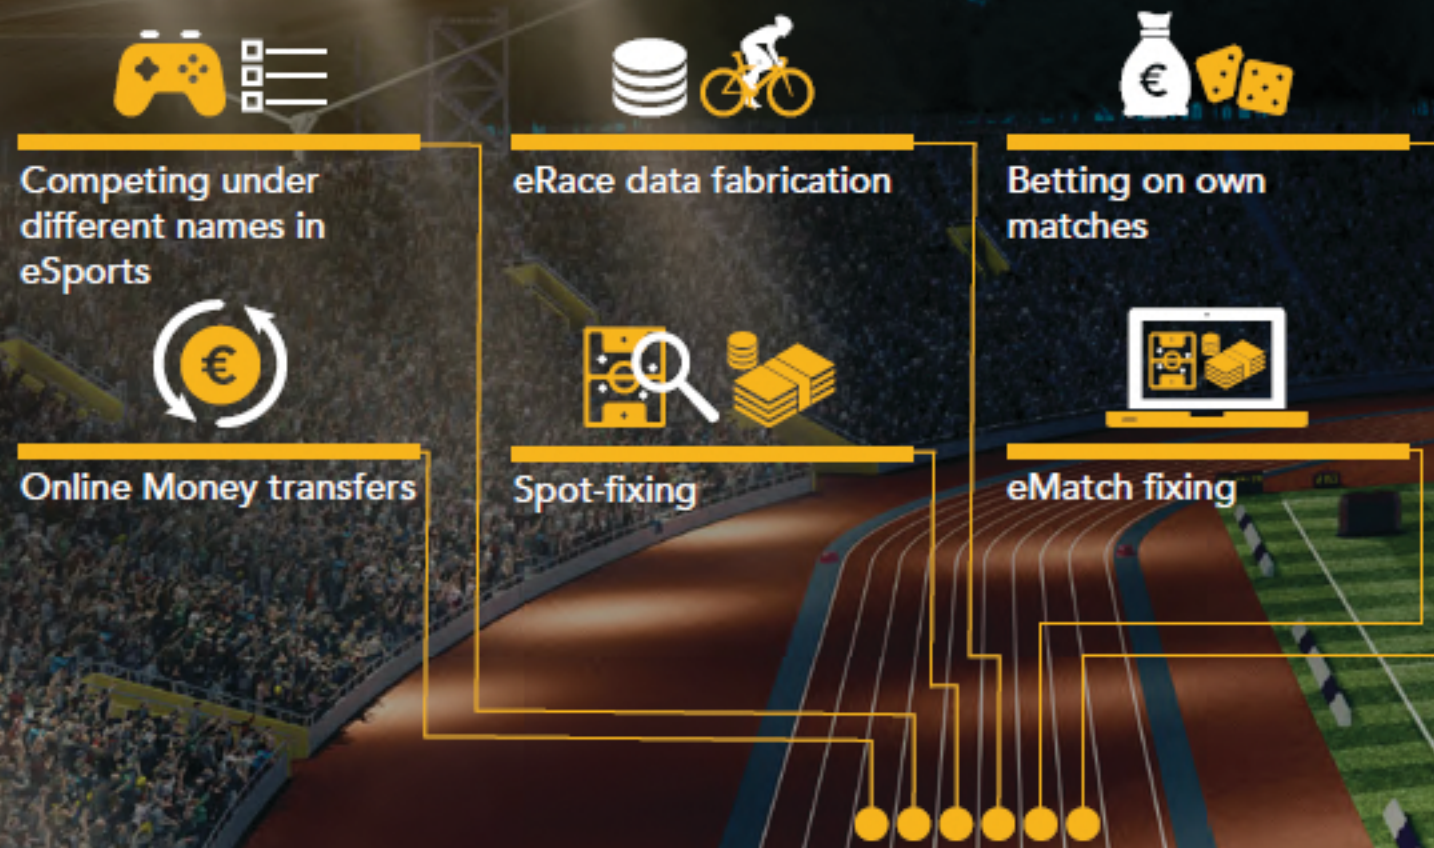 €
Competing under
different names in
eSports
eRace data fabrication
Betting on own
matches
€
Online Money transfers
Spot-fixing
eMatch fixing